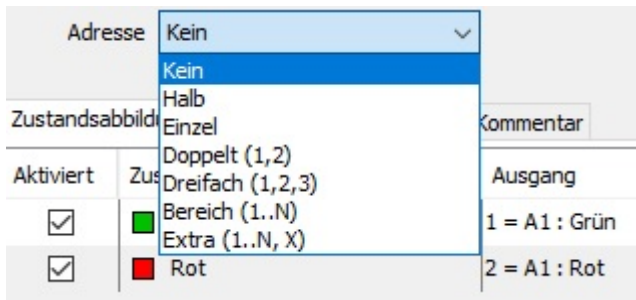 Adresse Kein
Kein
Halb
Einzel
Doppelt (1,2)
Dreifach (1,2,3)
Bereich (1..N)
Extra (1..N, X)
Kommentar
Aktiviert Ausgang
1 = A1 : Grün
Rot 2 = A1 : Rot